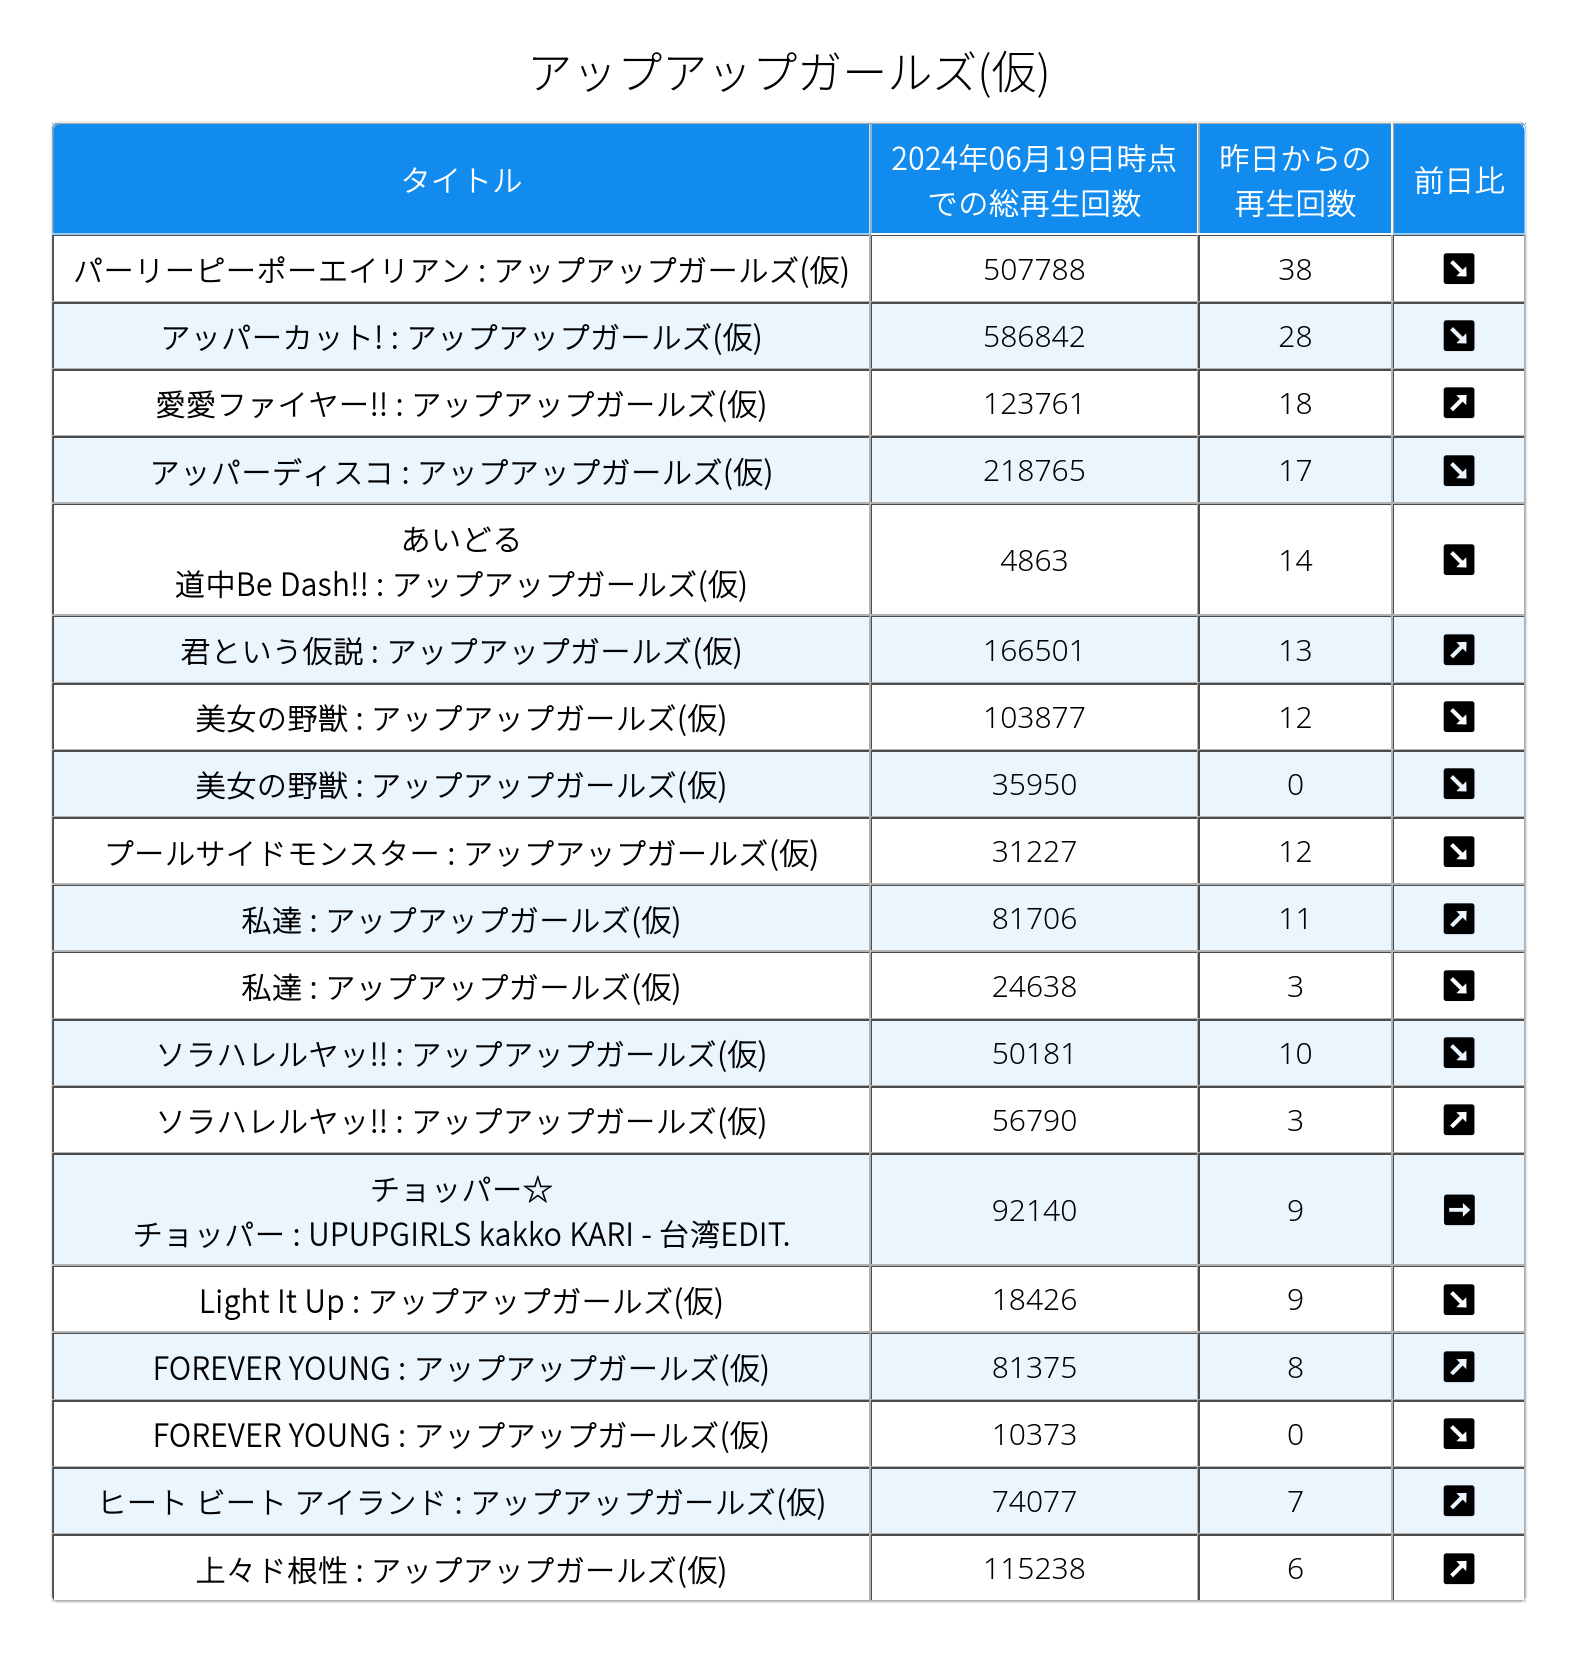 アップアップガールズ(仮)
タイトル
2024年06月19日時点
での総再生回数
昨日からの
再生回数
前日比
パーリーピーポーエイリアン : アップアップガールズ(仮) 507788 38 ↘
アッパーカット! : アップアップガールズ(仮) 586842 28 ↘
愛愛ファイヤー!! : アップアップガールズ(仮) 123761 18 ↗
アッパーディスコ : アップアップガールズ(仮) 218765 17 ↘
あいどる
道中Be Dash!! : アップアップガールズ(仮) 4863 14 ↘
君という仮説 : アップアップガールズ(仮) 166501 13 ↗
美女の野獣 : アップアップガールズ(仮) 103877 12 ↘
美女の野獣 : アップアップガールズ(仮) 35950 0 ↘
プールサイドモンスター : アップアップガールズ(仮) 31227 12 ↘
私達 : アップアップガールズ(仮) 81706 11 ↗
私達 : アップアップガールズ(仮) 24638 3 ↘
ソラハレルヤッ!! : アップアップガールズ(仮) 50181 10 ↘
ソラハレルヤッ!! : アップアップガールズ(仮) 56790 3 ↗
チョッパー☆
チョッパー : UPUPGIRLS kakko KARI - 台湾EDIT. 92140 9 →
Light It Up : アップアップガールズ(仮) 18426 9 ↘
FOREVER YOUNG : アップアップガールズ(仮) 81375 8 ↗
FOREVER YOUNG : アップアップガールズ(仮) 10373 0 ↘
ヒート ビート アイランド : アップアップガールズ(仮) 74077 7 ↗
上々ド根性 : アップアップガールズ(仮) 115238 6 ↗